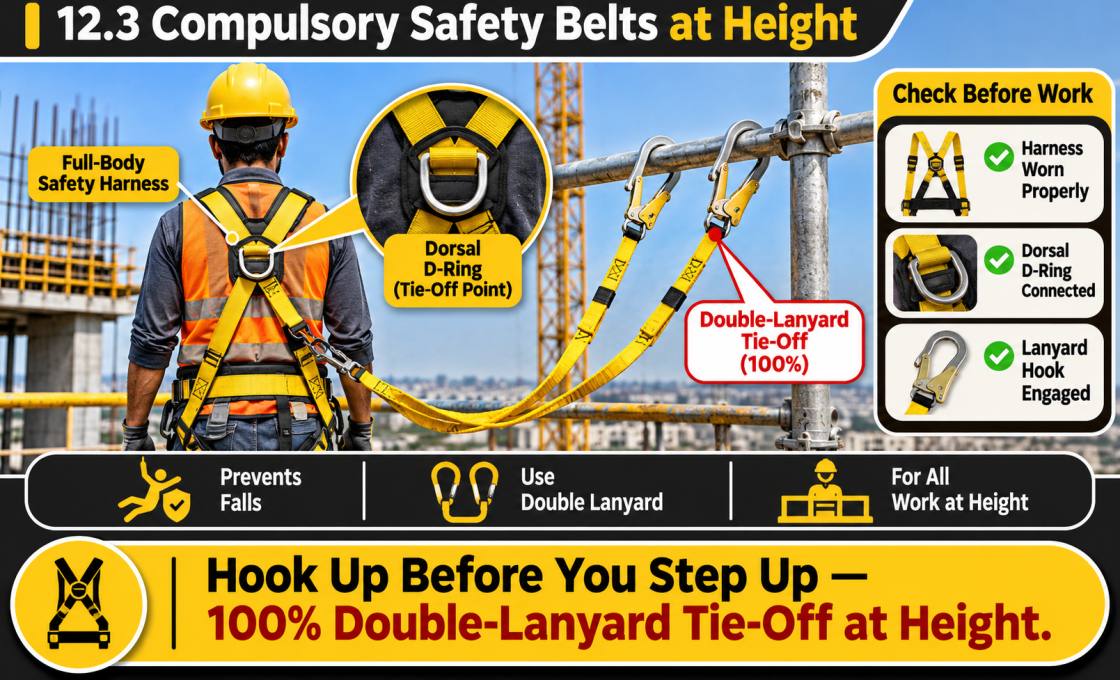 12.3 Compulsory Safety Belts at Height
Full-Body
Safety Harness
Dorsal
D-Ring
(Tie-Off Point)
Double-Lanyard
Tie-Off
(100%)
Check Before Work
Harness
Worn
Properly
Dorsal
D-Ring
Connected
Lanyard
Hook
Engaged
Prevents
Falls
Use
Double Lanyard
For All
Work at Height
Hook Up Before You Step Up —
100% Double-Lanyard Tie-Off at Height.